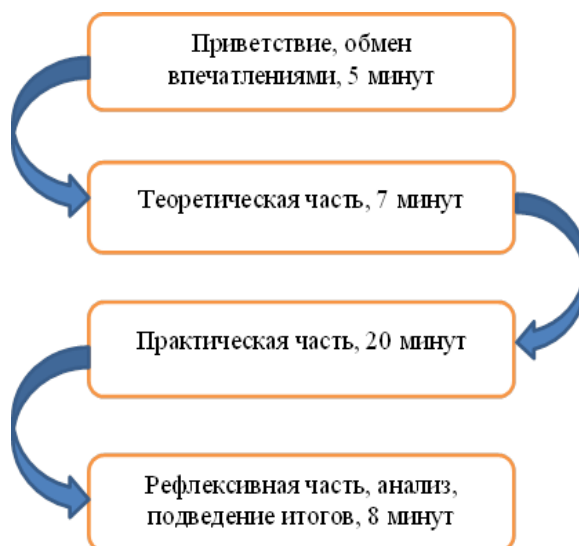 Приветствие, обмен
впечатлениями, 5 минут
Теоретическая часть, 7 минут
Практическая часть, 20 минут
Рефлексивная часть, анализ,
подведение итогов, 8 минут